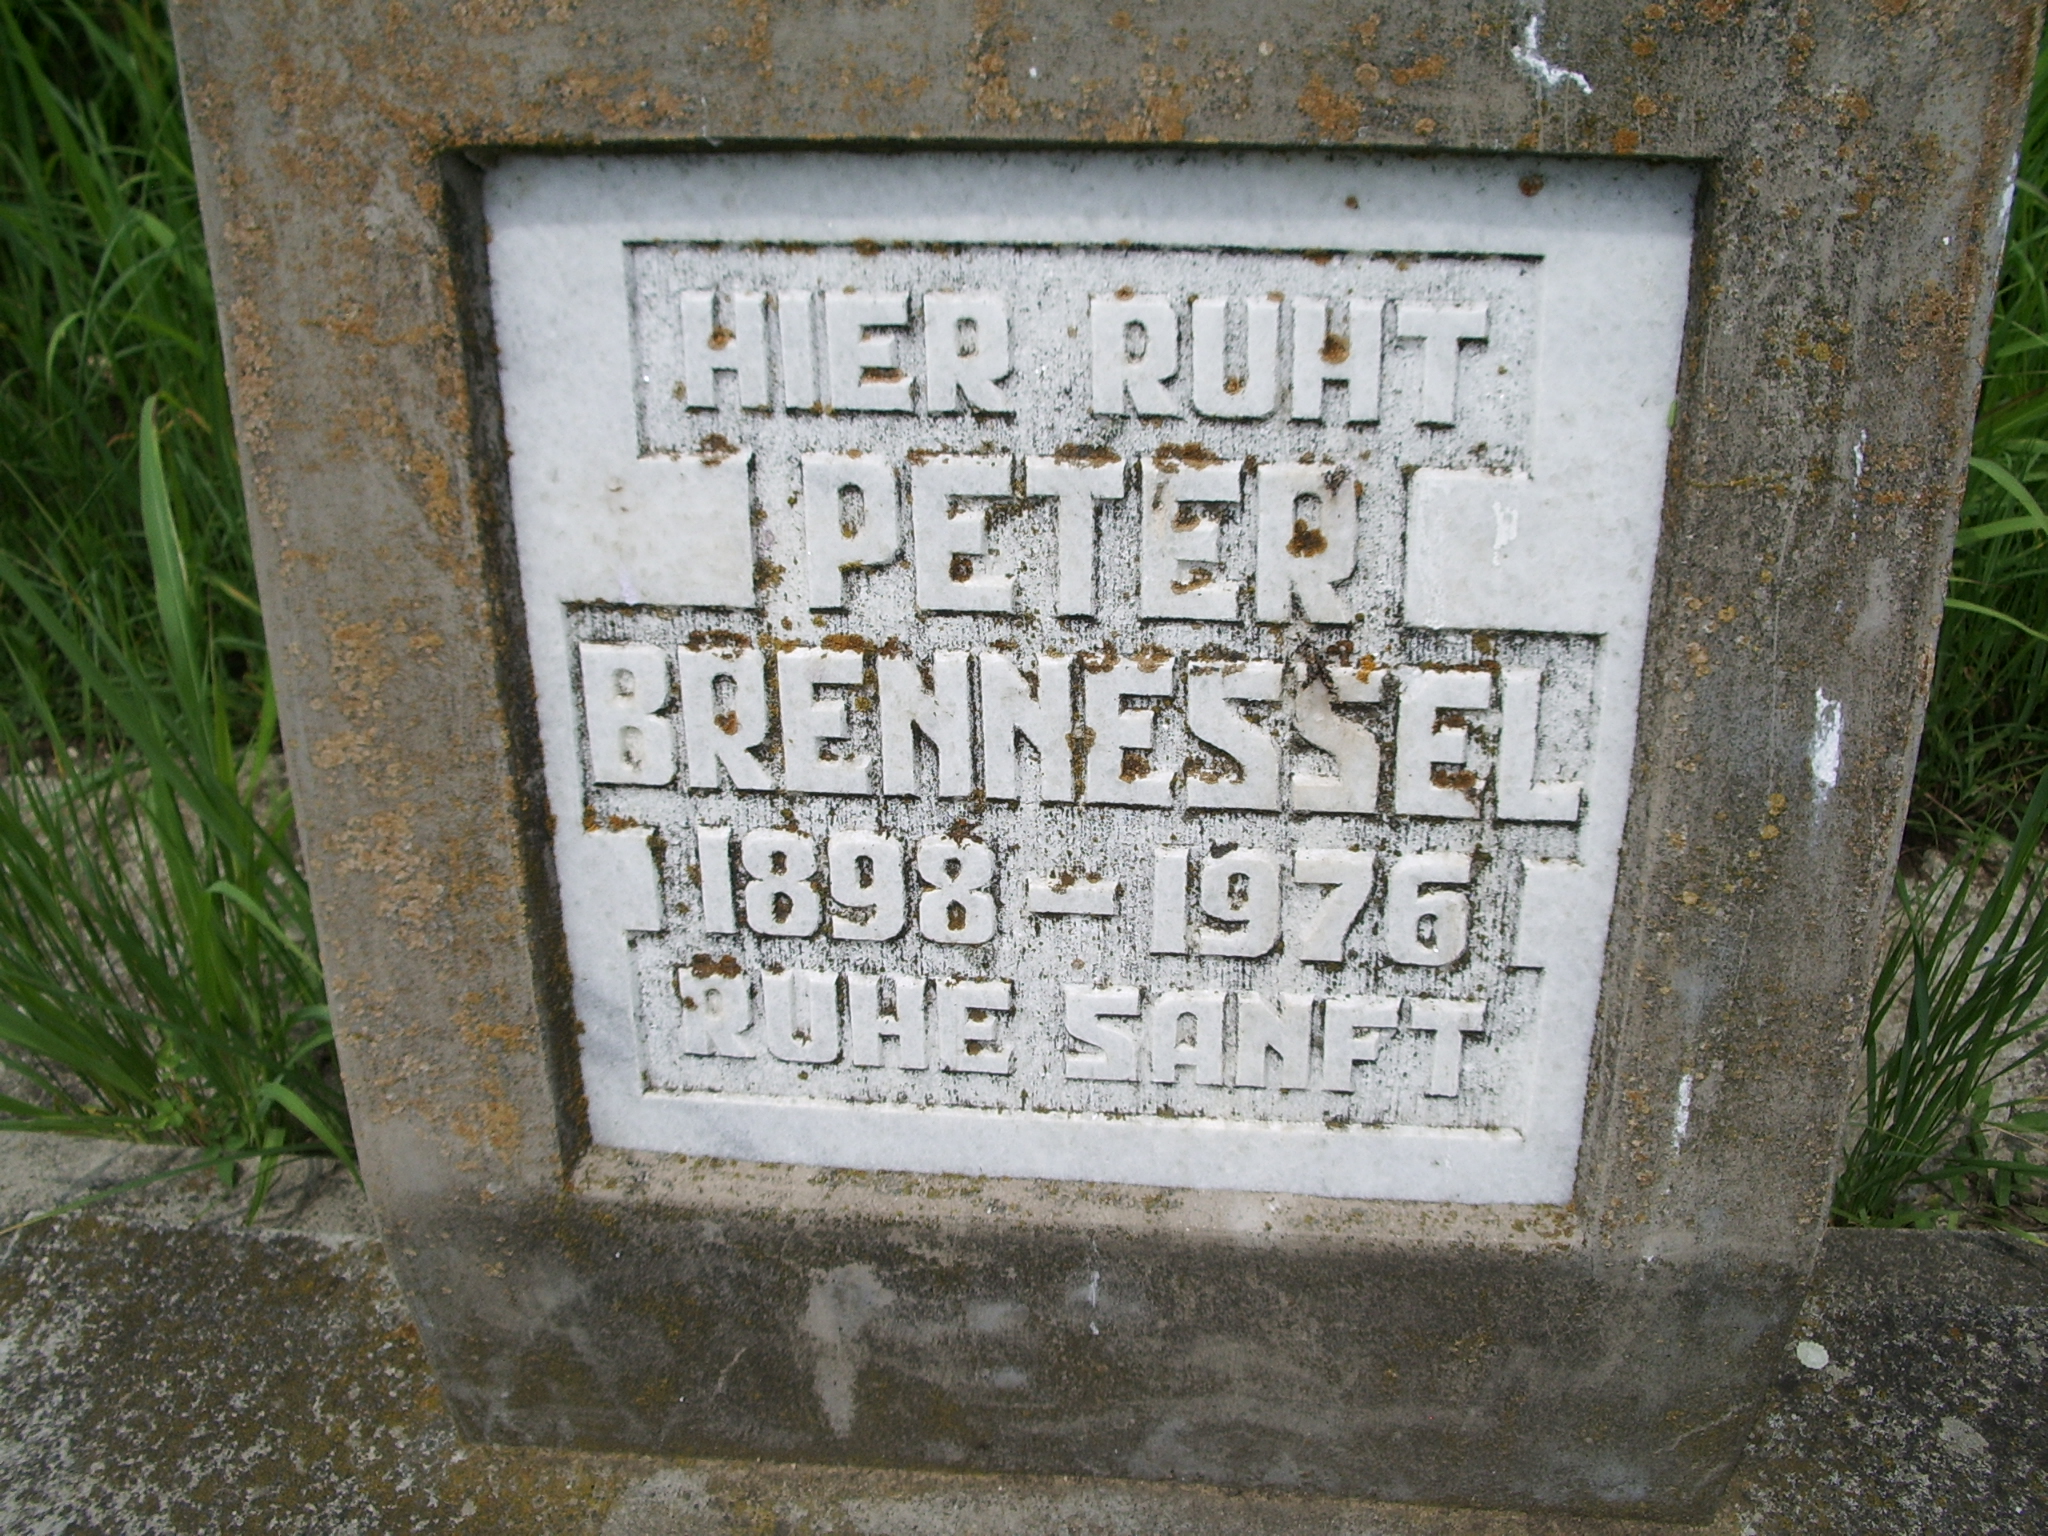 HIER RUHT
PETER
BRENNESSEL
1898 – 1976
RUHE SANFT